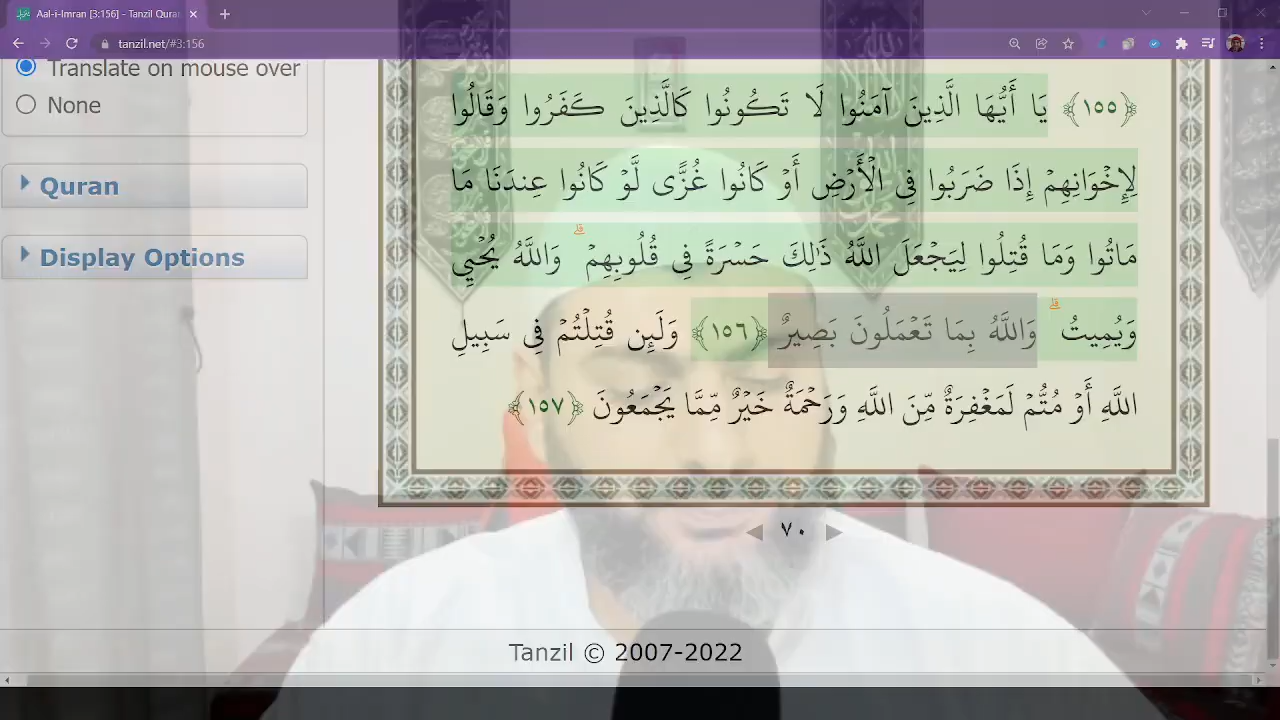 Aal-i-Imran [3:156] - Tanzil Quran
tanzil.net/#3:156
Translate on mouse over
None
Quran
Display Options
﴿١٥٥﴾ يَا أَيُّهَا الَّذِينَ آمَنُوا لَا تَكُونُوا كَالَّذِينَ كَفَرُوا وَقَالُوا
لِإِخْوَانِهِمْ إِذَا ضَرَبُوا فِي الْأَرْضِ أَوْ كَانُوا غُزًّى لَّوْ كَانُوا عِندَنَا مَا
مَاتُوا وَمَا قُتِلُوا لِيَجْعَلَ اللَّهُ ذَٰلِكَ حَسْرَةً فِي قُلُوبِهِمْ ۗ وَاللَّهُ يُحْيِي
وَيُمِيتُ ۗ وَاللَّهُ بِمَا تَعْمَلُونَ بَصِيرٌ ﴿١٥٦﴾ وَلَئِن قُتِلْتُمْ فِي سَبِيلِ
اللَّهِ أَوْ مُتُّمْ لَمَغْفِرَةٌ مِّنَ اللَّهِ وَرَحْمَةٌ خَيْرٌ مِّمَّا يَجْمَعُونَ ﴿١٥٧﴾
٧٠
Tanzil © 2007-2022